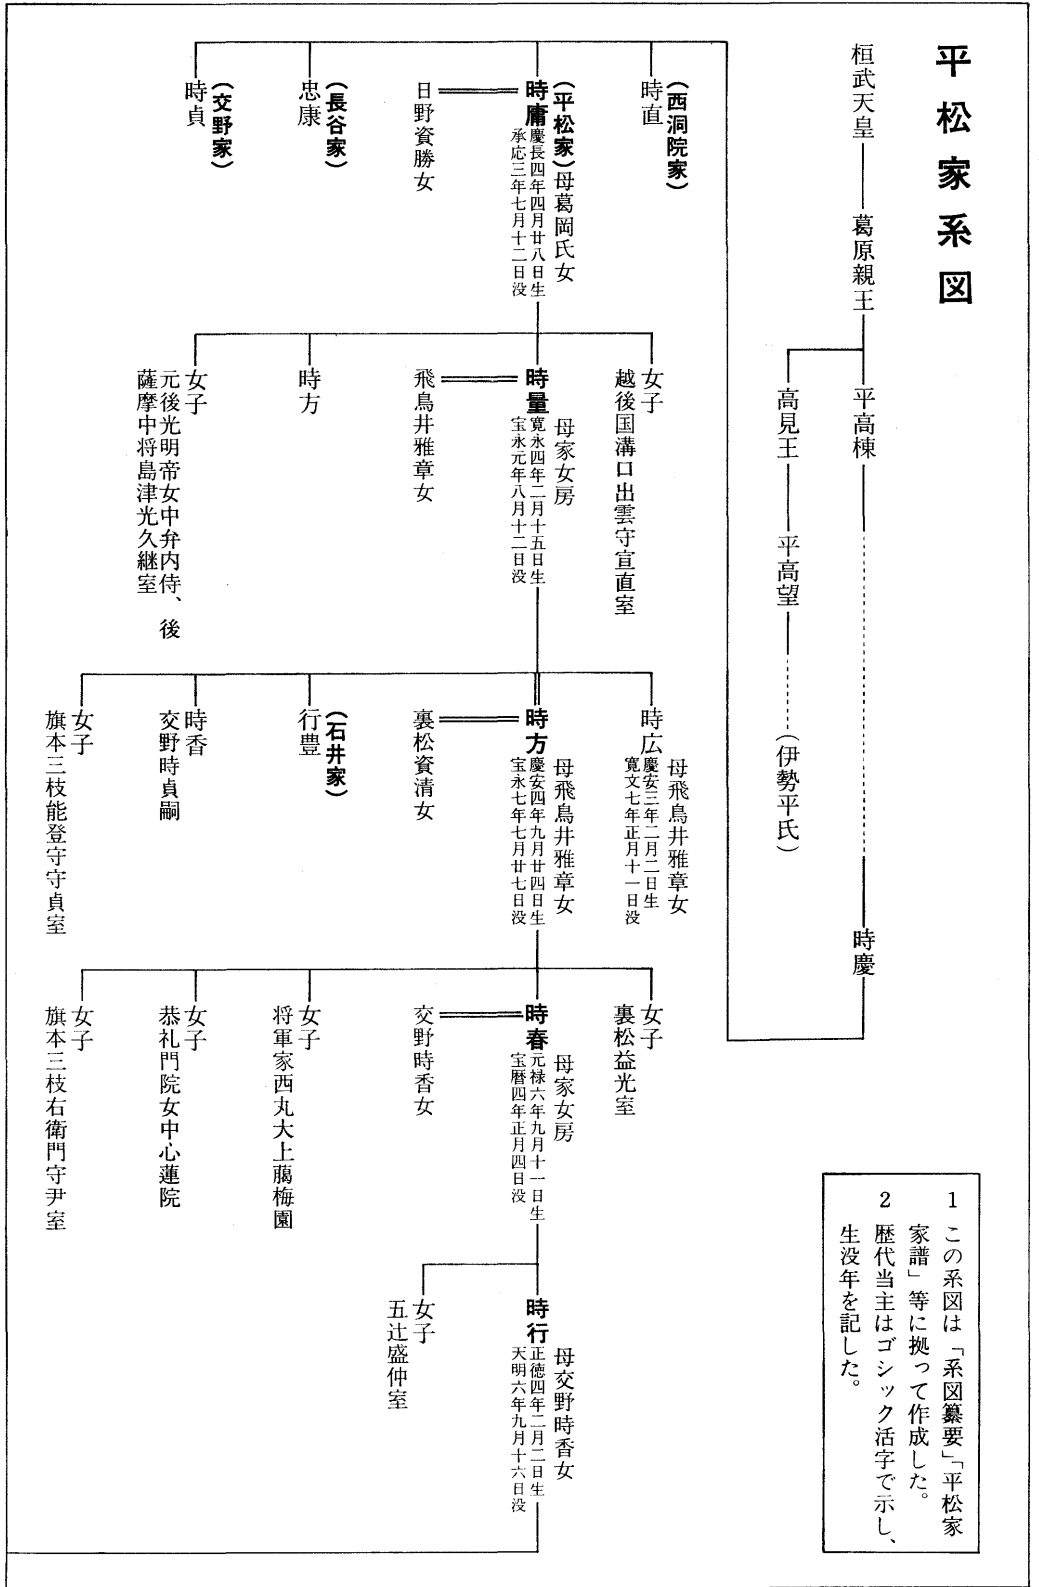 平松家系図
桓武天皇
葛原親王
平高棟
時慶
高見王
平高望
（伊勢平氏）
1 この系図は「系図纂要」「平松家
家譜」等に拠って作成した。
2 歴代当主はゴシック活字で示し、
生没年を記した。
（西洞院家）
時直
（平松家）母葛岡氏女
時庸
慶長四年四月廿八日生
承応三年七月十二日没
日野資勝女
（長谷家）
忠康
（交野家）
時貞
女子
越後国溝口出雲守宣直室
母家女房
時量
寛永四年二月十五日生
宝永元年八月十二日没
飛鳥井雅章女
時方
女子
元後光明帝女中弁内侍、後
薩摩中将島津光久継室
母飛鳥井雅章女
時広
慶安三年二月二日生
寛文七年正月十一日没
母飛鳥井雅章女
時方
慶安四年九月廿四日生
宝永七年七月廿七日没
裏松資清女
（石井家）
行豊
時香
交野時貞嗣
女子
旗本三枝能登守守貞室
女子
裏松益光室
母家女房
時春
元禄六年九月十一日生
宝暦四年正月四日没
交野時香女
女子
将軍家西丸大上﨟梅園
女子
恭礼門院女中心蓮院
女子
旗本三枝右衛門守尹室
母交野時香女
時行
正徳四年二月二日生
天明六年九月十六日没
女子
五辻盛仲室